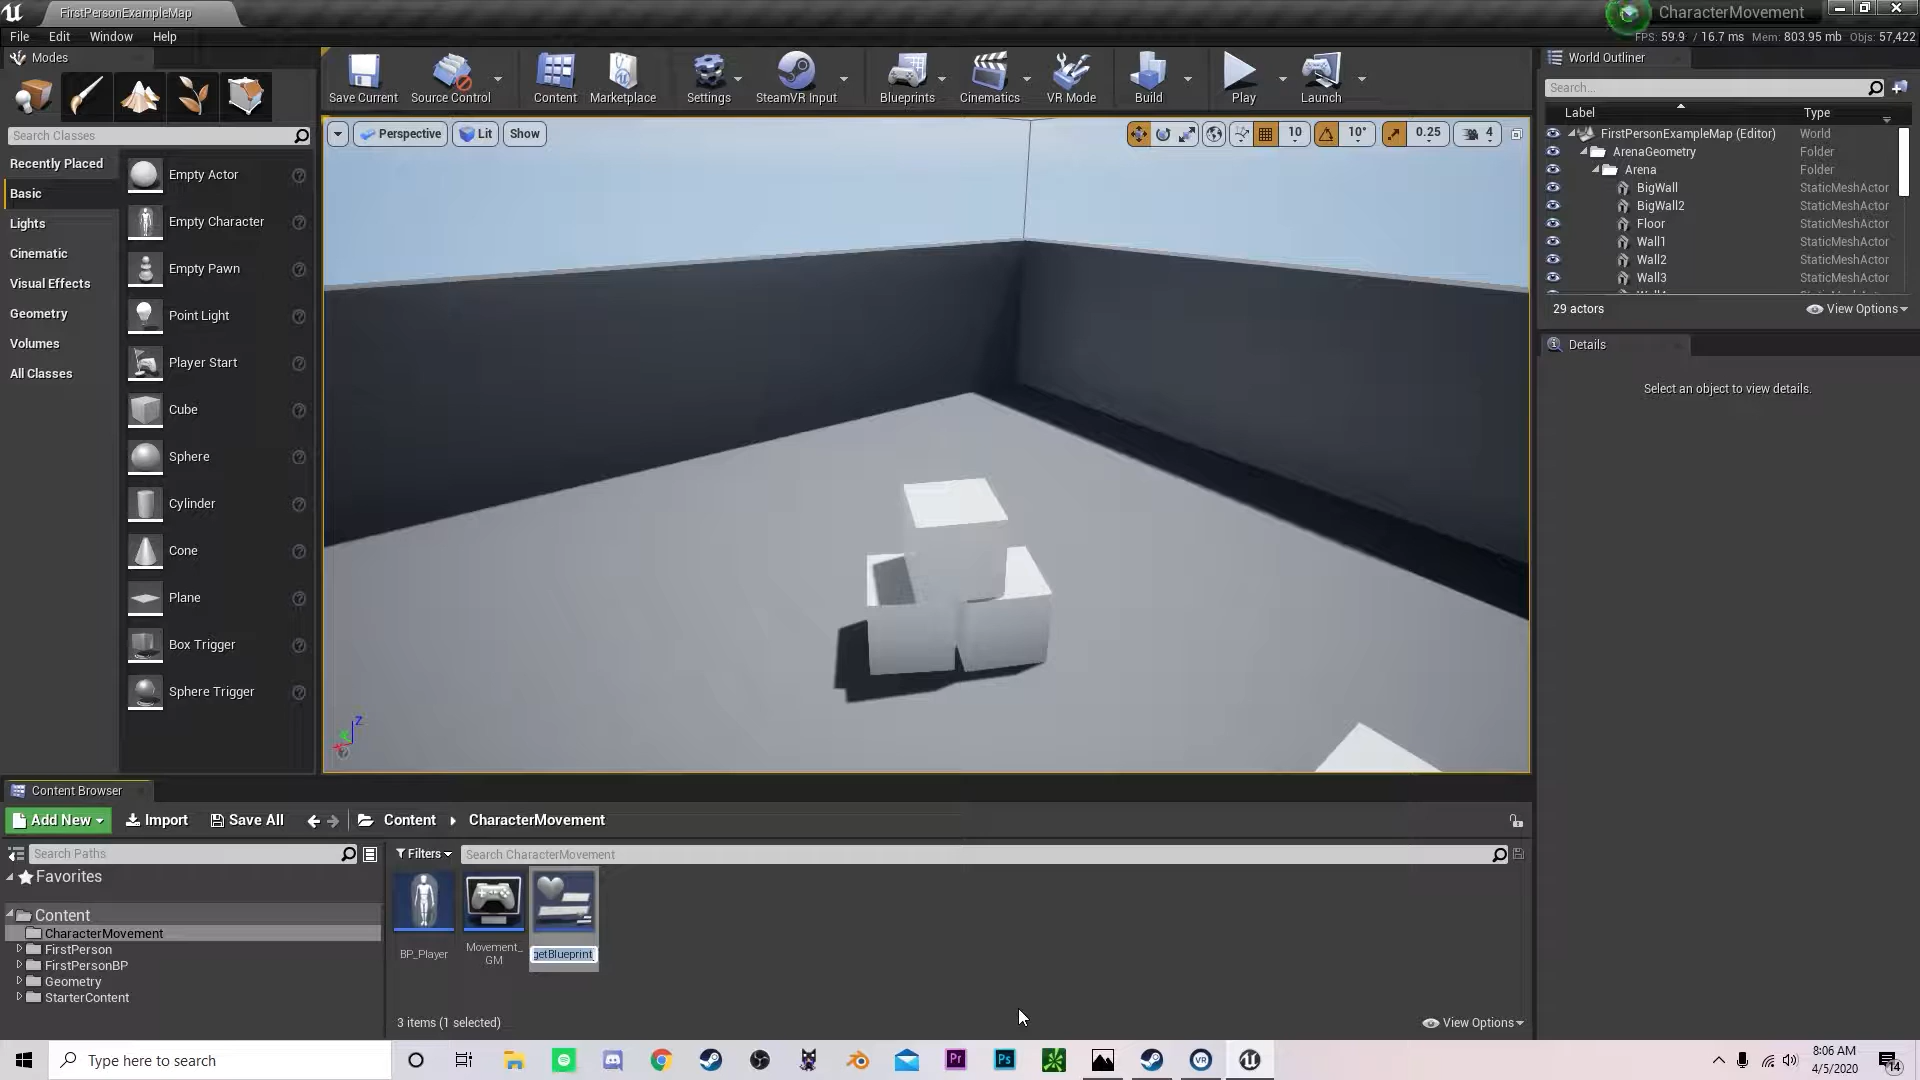 FirstPersonExampleMap
CharacterMovement
File Edit Window Help
FPS: 59.9 / 16.7 ms Mem: 803.95 mb Objs: 57,422
Modes
Search Classes
Recently Placed
Basic
Lights
Cinematic
Visual Effects
Geometry
Volumes
All Classes
Empty Actor
Empty Character
Empty Pawn
Point Light
Player Start
Cube
Sphere
Cylinder
Cone
Plane
Box Trigger
Sphere Trigger
Save Current
Source Control
Content
Marketplace
Settings
SteamVR Input
Blueprints
Cinematics
VR Mode
Build
Play
Launch
Perspective Lit Show
10 10° 0.25 4
Z
X
World Outliner
Search...
Label Type
FirstPersonExampleMap (Editor) World
ArenaGeometry Folder
Arena Folder
BigWall StaticMeshActor
BigWall2 StaticMeshActor
Floor StaticMeshActor
Wall1 StaticMeshActor
Wall2 StaticMeshActor
Wall3 StaticMeshActor
29 actors View Options
Details
Select an object to view details.
Content Browser
Add New Import Save All Content CharacterMovement
Search Paths
Favorites
Content
CharacterMovement
FirstPerson
FirstPersonBP
Geometry
StarterContent
Filters Search CharacterMovement
BP_Player
Movement_
GM
getBlueprint
3 items (1 selected) View Options
Type here to search
Pr
Ps
VR
8:06 AM
4/5/2020
14